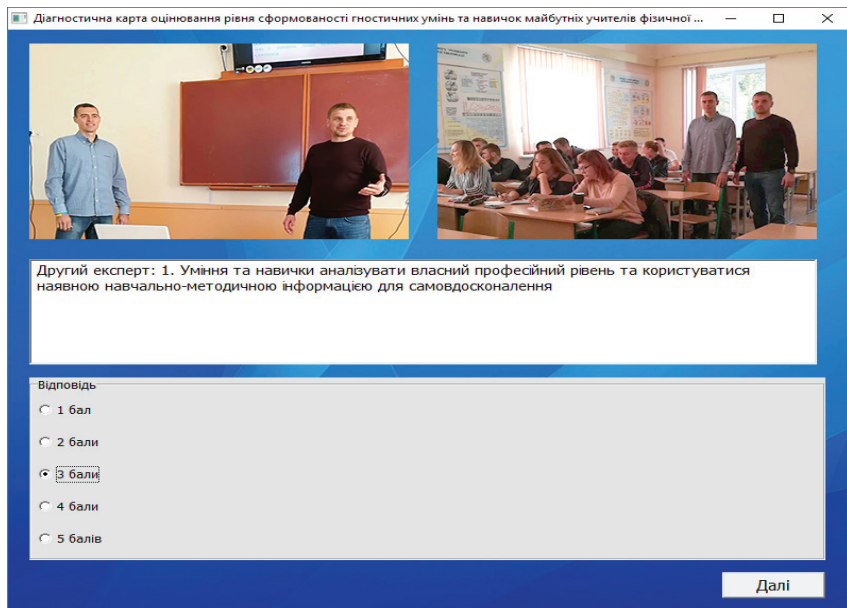 Діагностична карта оцінювання рівня сформованості гностичних умінь та навичок майбутніх учителів фізичної ...
Другий експерт: 1. Уміння та навички аналізувати власний професійний рівень та користуватися
наявною навчально-методичною інформацією для самовдосконалення
Відповідь
1 бал
2 бали
3 бали
4 бали
5 балів
Далі